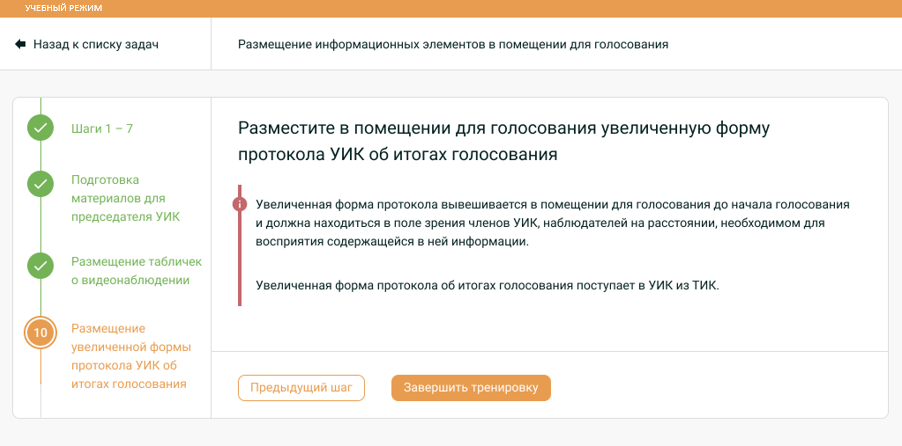 УЧЕБНЫЙ РЕЖИМ
Назад к списку задач
Размещение информационных элементов в помещении для голосования
Шаги 1 – 7
Подготовка
материалов для
председателя УИК
Размещение табличек
о видеонаблюдении
10
Размещение
увеличенной формы
протокола УИК об
итогах голосования
Разместите в помещении для голосования увеличенную форму
протокола УИК об итогах голосования
Увеличенная форма протокола вывешивается в помещении для голосования до начала голосования
и должна находиться в поле зрения членов УИК, наблюдателей на расстоянии, необходимом для
восприятия содержащейся в ней информации.
Увеличенная форма протокола об итогах голосования поступает в УИК из ТИК.
Предыдущий шаг
Завершить тренировку